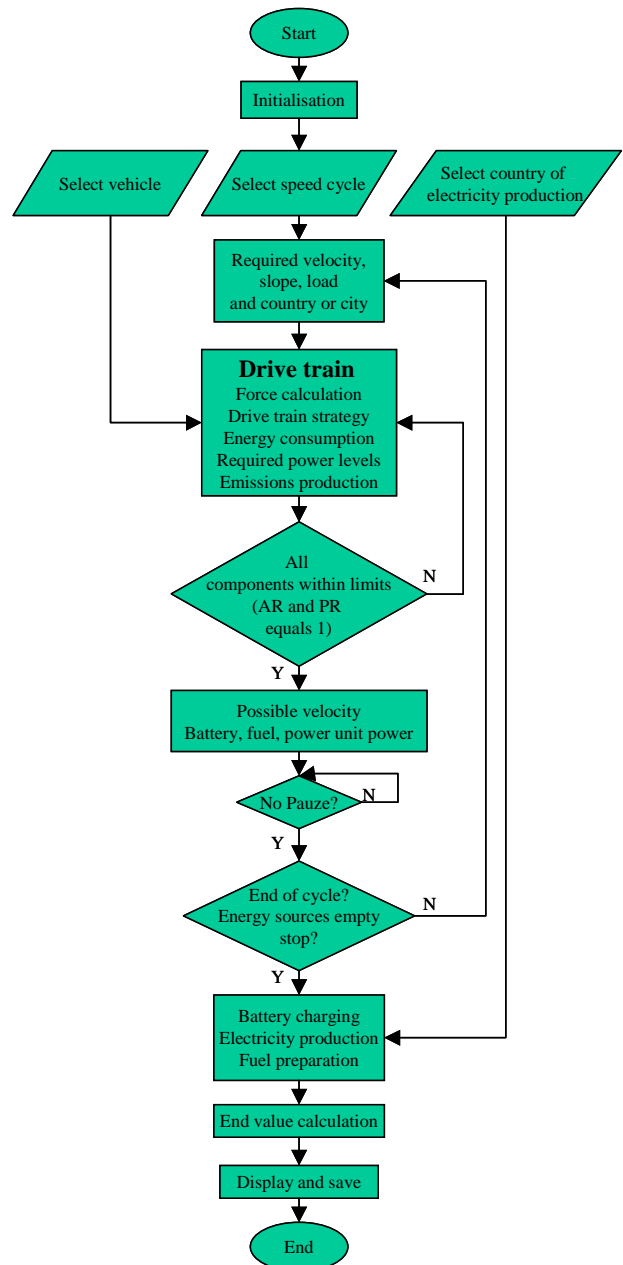 Start
Initialisation
Select vehicle
Select speed cycle
Select country of
electricity production
Required velocity,
slope, load
and country or city
Drive train
Force calculation
Drive train strategy
Energy consumption
Required power levels
Emissions production
All
components within limits
(AR and PR
equals 1)
N
Y
Possible velocity
Battery, fuel, power unit power
No Pauze?
N
Y
End of cycle?
Energy sources empty
stop?
N
Y
Battery charging
Electricity production
Fuel preparation
End value calculation
Display and save
End